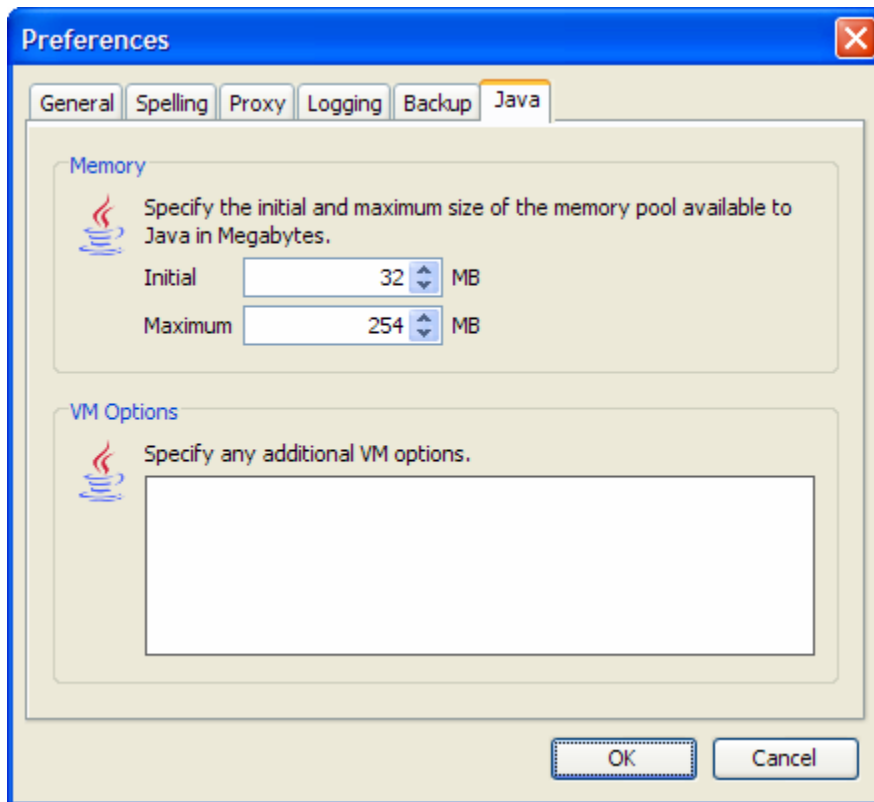 Preferences
General Spelling Proxy Logging Backup Java
Memory
Specify the initial and maximum size of the memory pool available to
Java in Megabytes.
Initial 32 MB
Maximum 254 MB
VM Options
Specify any additional VM options.
OK Cancel